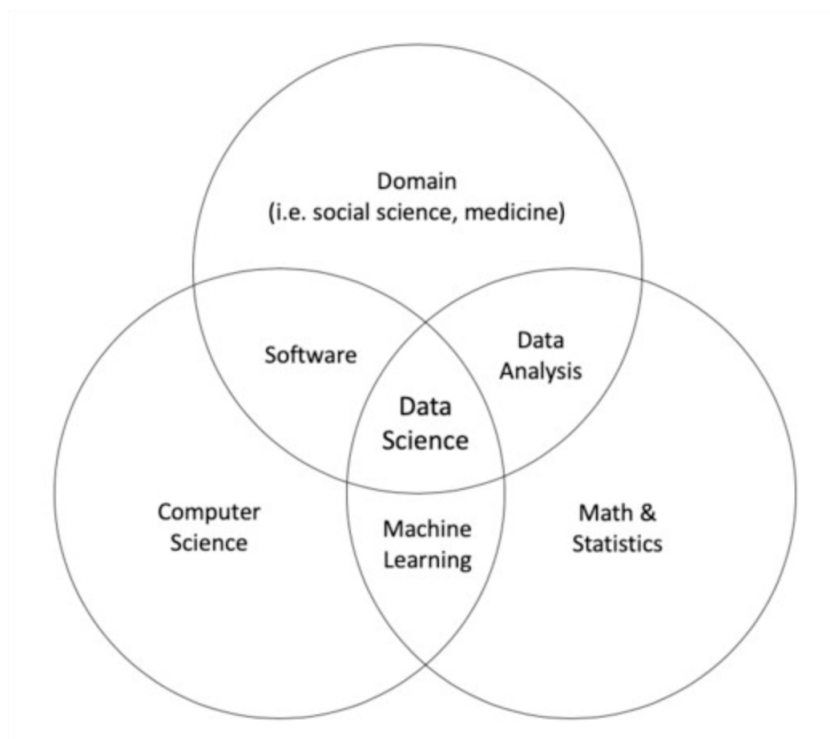 Domain
(i.e. social science, medicine)
Software
Data
Analysis
Data
Science
Computer
Science
Machine
Learning
Math &
Statistics